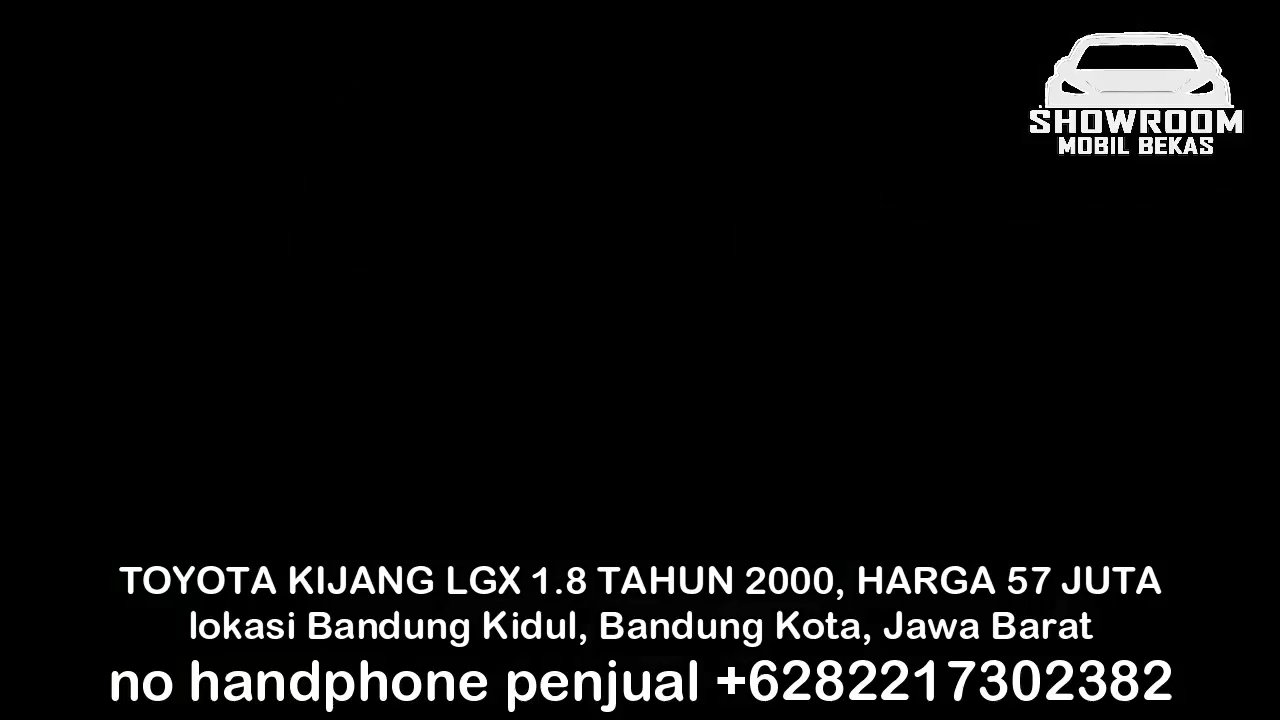 SHOWROOM
MOBIL BEKAS
TOYOTA KIJANG LGX 1.8 TAHUN 2000, HARGA 57 JUTA
lokasi Bandung Kidul, Bandung Kota, Jawa Barat
no handphone penjual +6282217302382